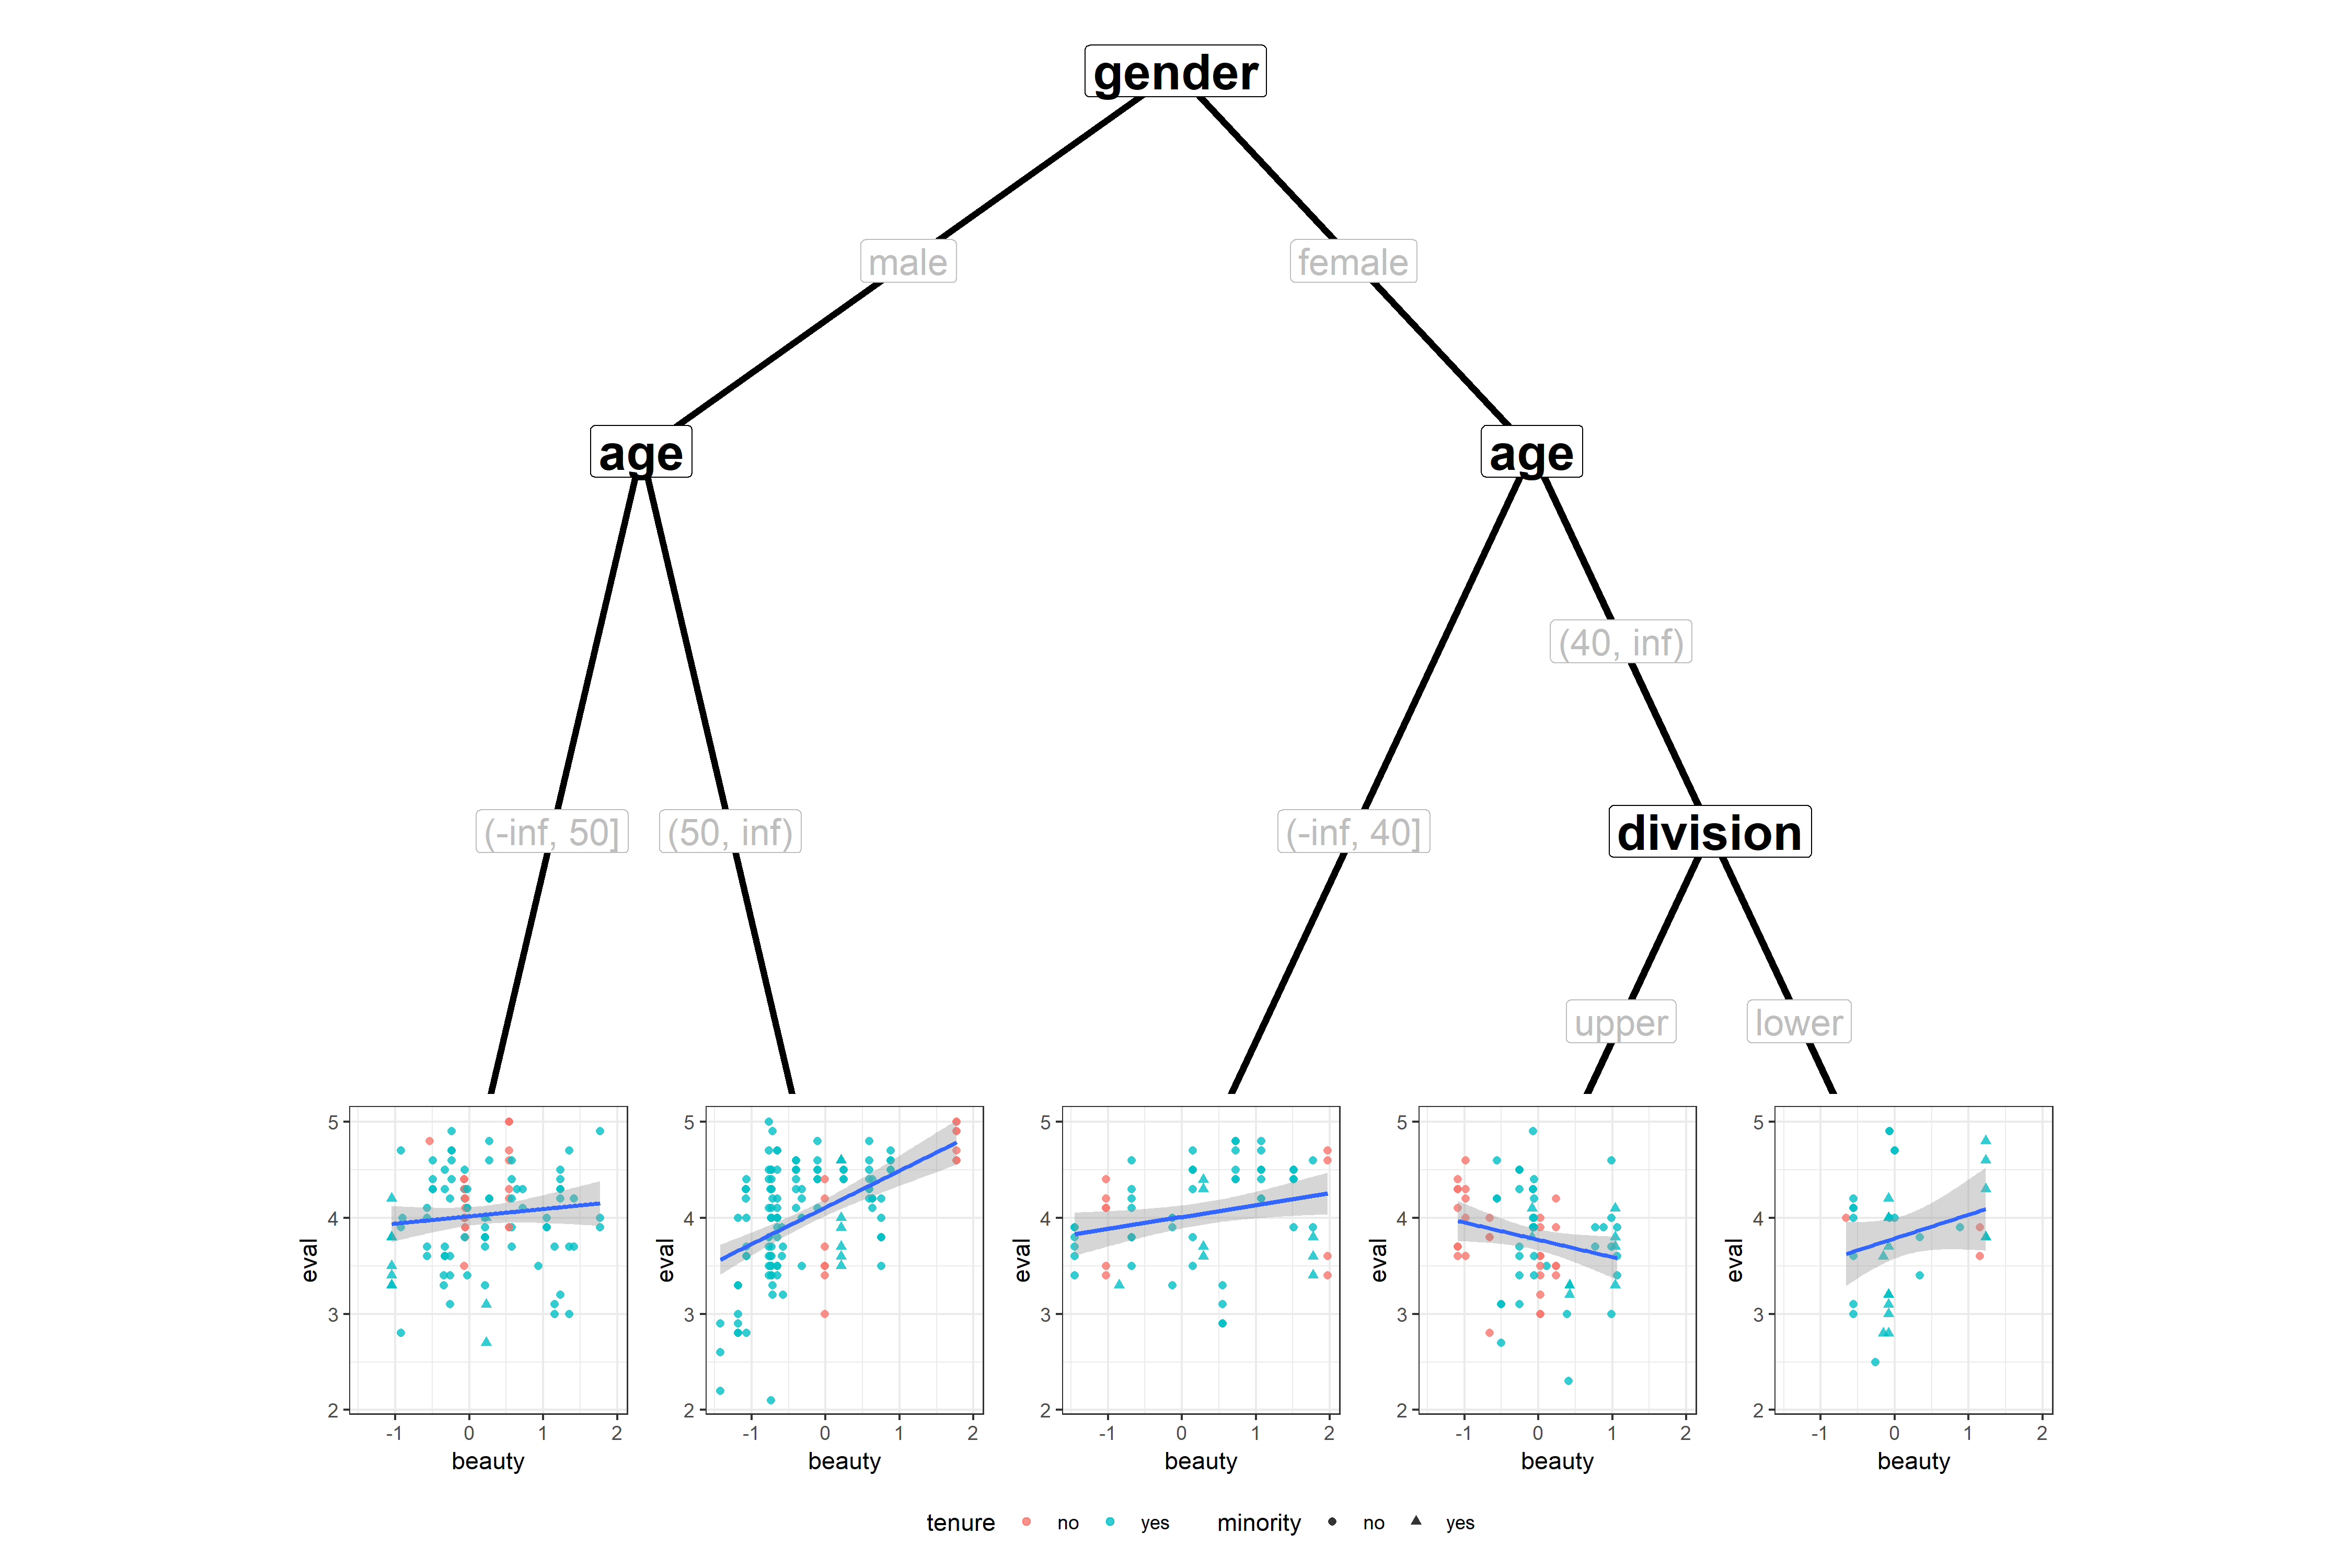 gender
male
female
age
age
(40, inf)
(-inf, 50]
(50, inf)
(-inf, 40]
division
upper
lower
5
4
3
2
eval
-1 0 1 2
beauty
5
4
3
2
eval
-1 0 1 2
beauty
5
4
3
2
eval
-1 0 1 2
beauty
5
4
3
2
eval
-1 0 1 2
beauty
5
4
3
2
eval
-1 0 1 2
beauty
tenure no yes minority no yes